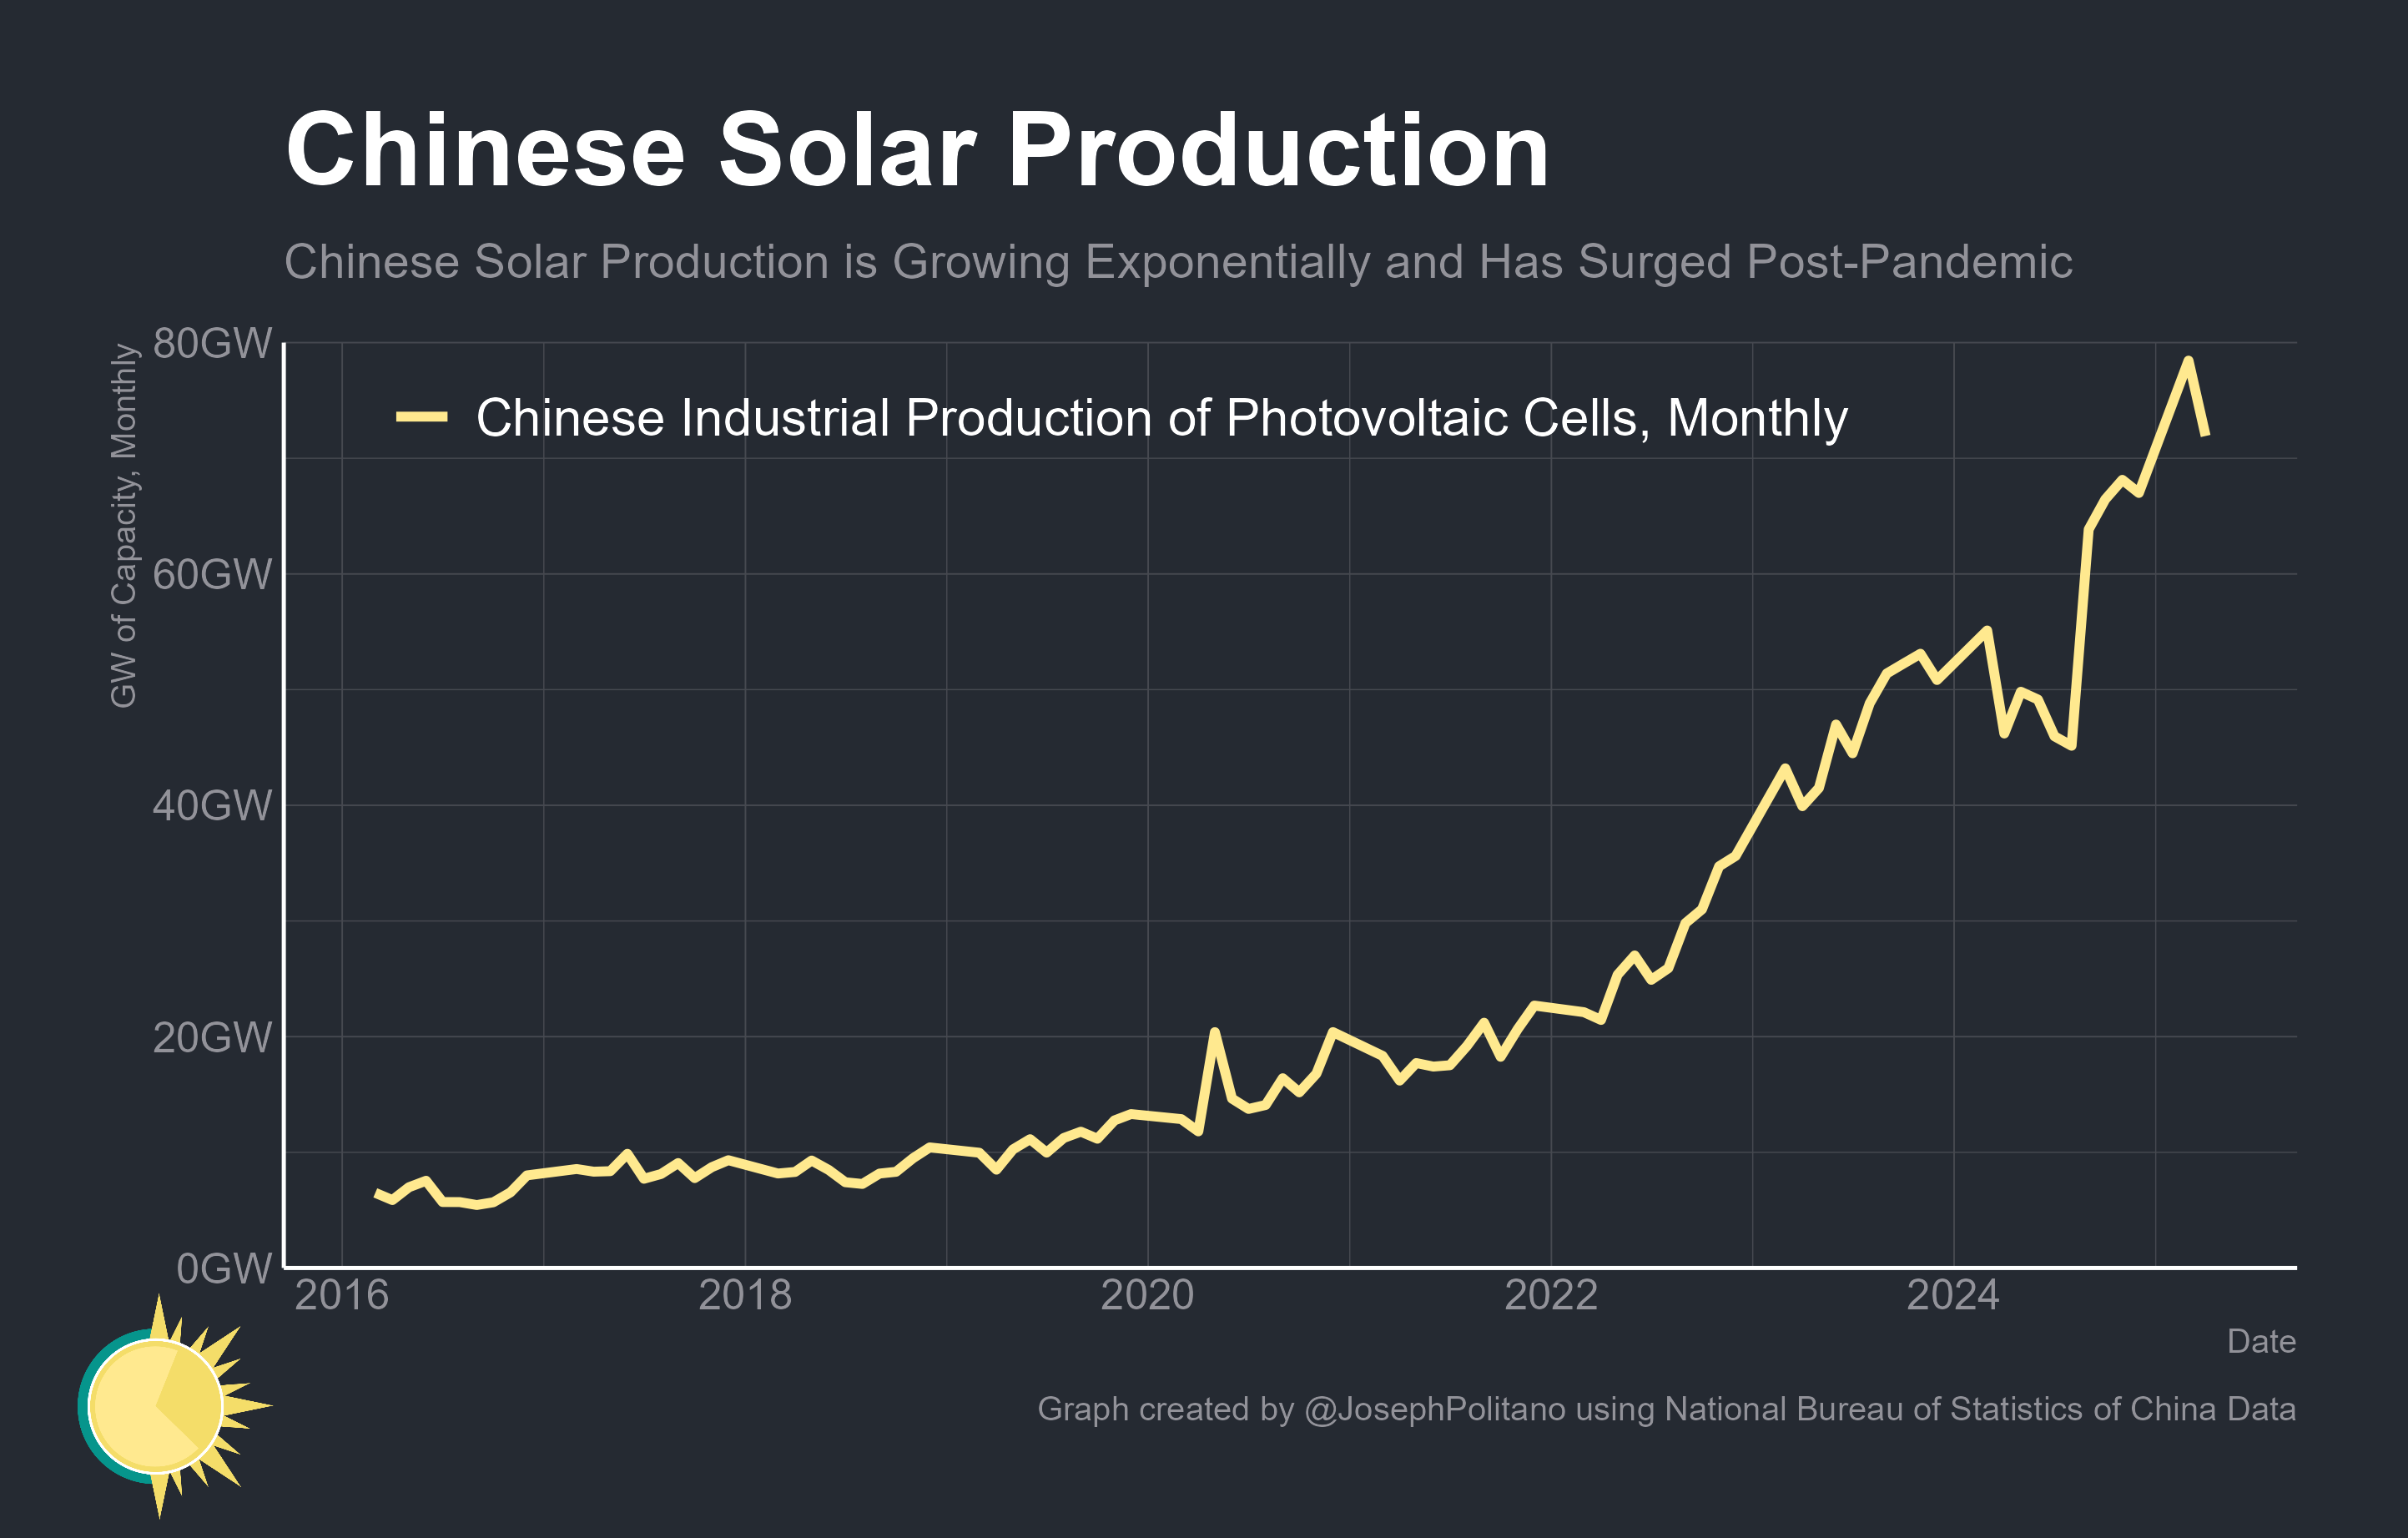 Chinese Solar Production
Chinese Solar Production is Growing Exponentially and Has Surged Post-Pandemic
GW of Capacity, Monthly
80GW
60GW
40GW
20GW
0GW
Chinese Industrial Production of Photovoltaic Cells, Monthly
2016 2018 2020 2022 2024
Date
Graph created by @JosephPolitano using National Bureau of Statistics of China Data